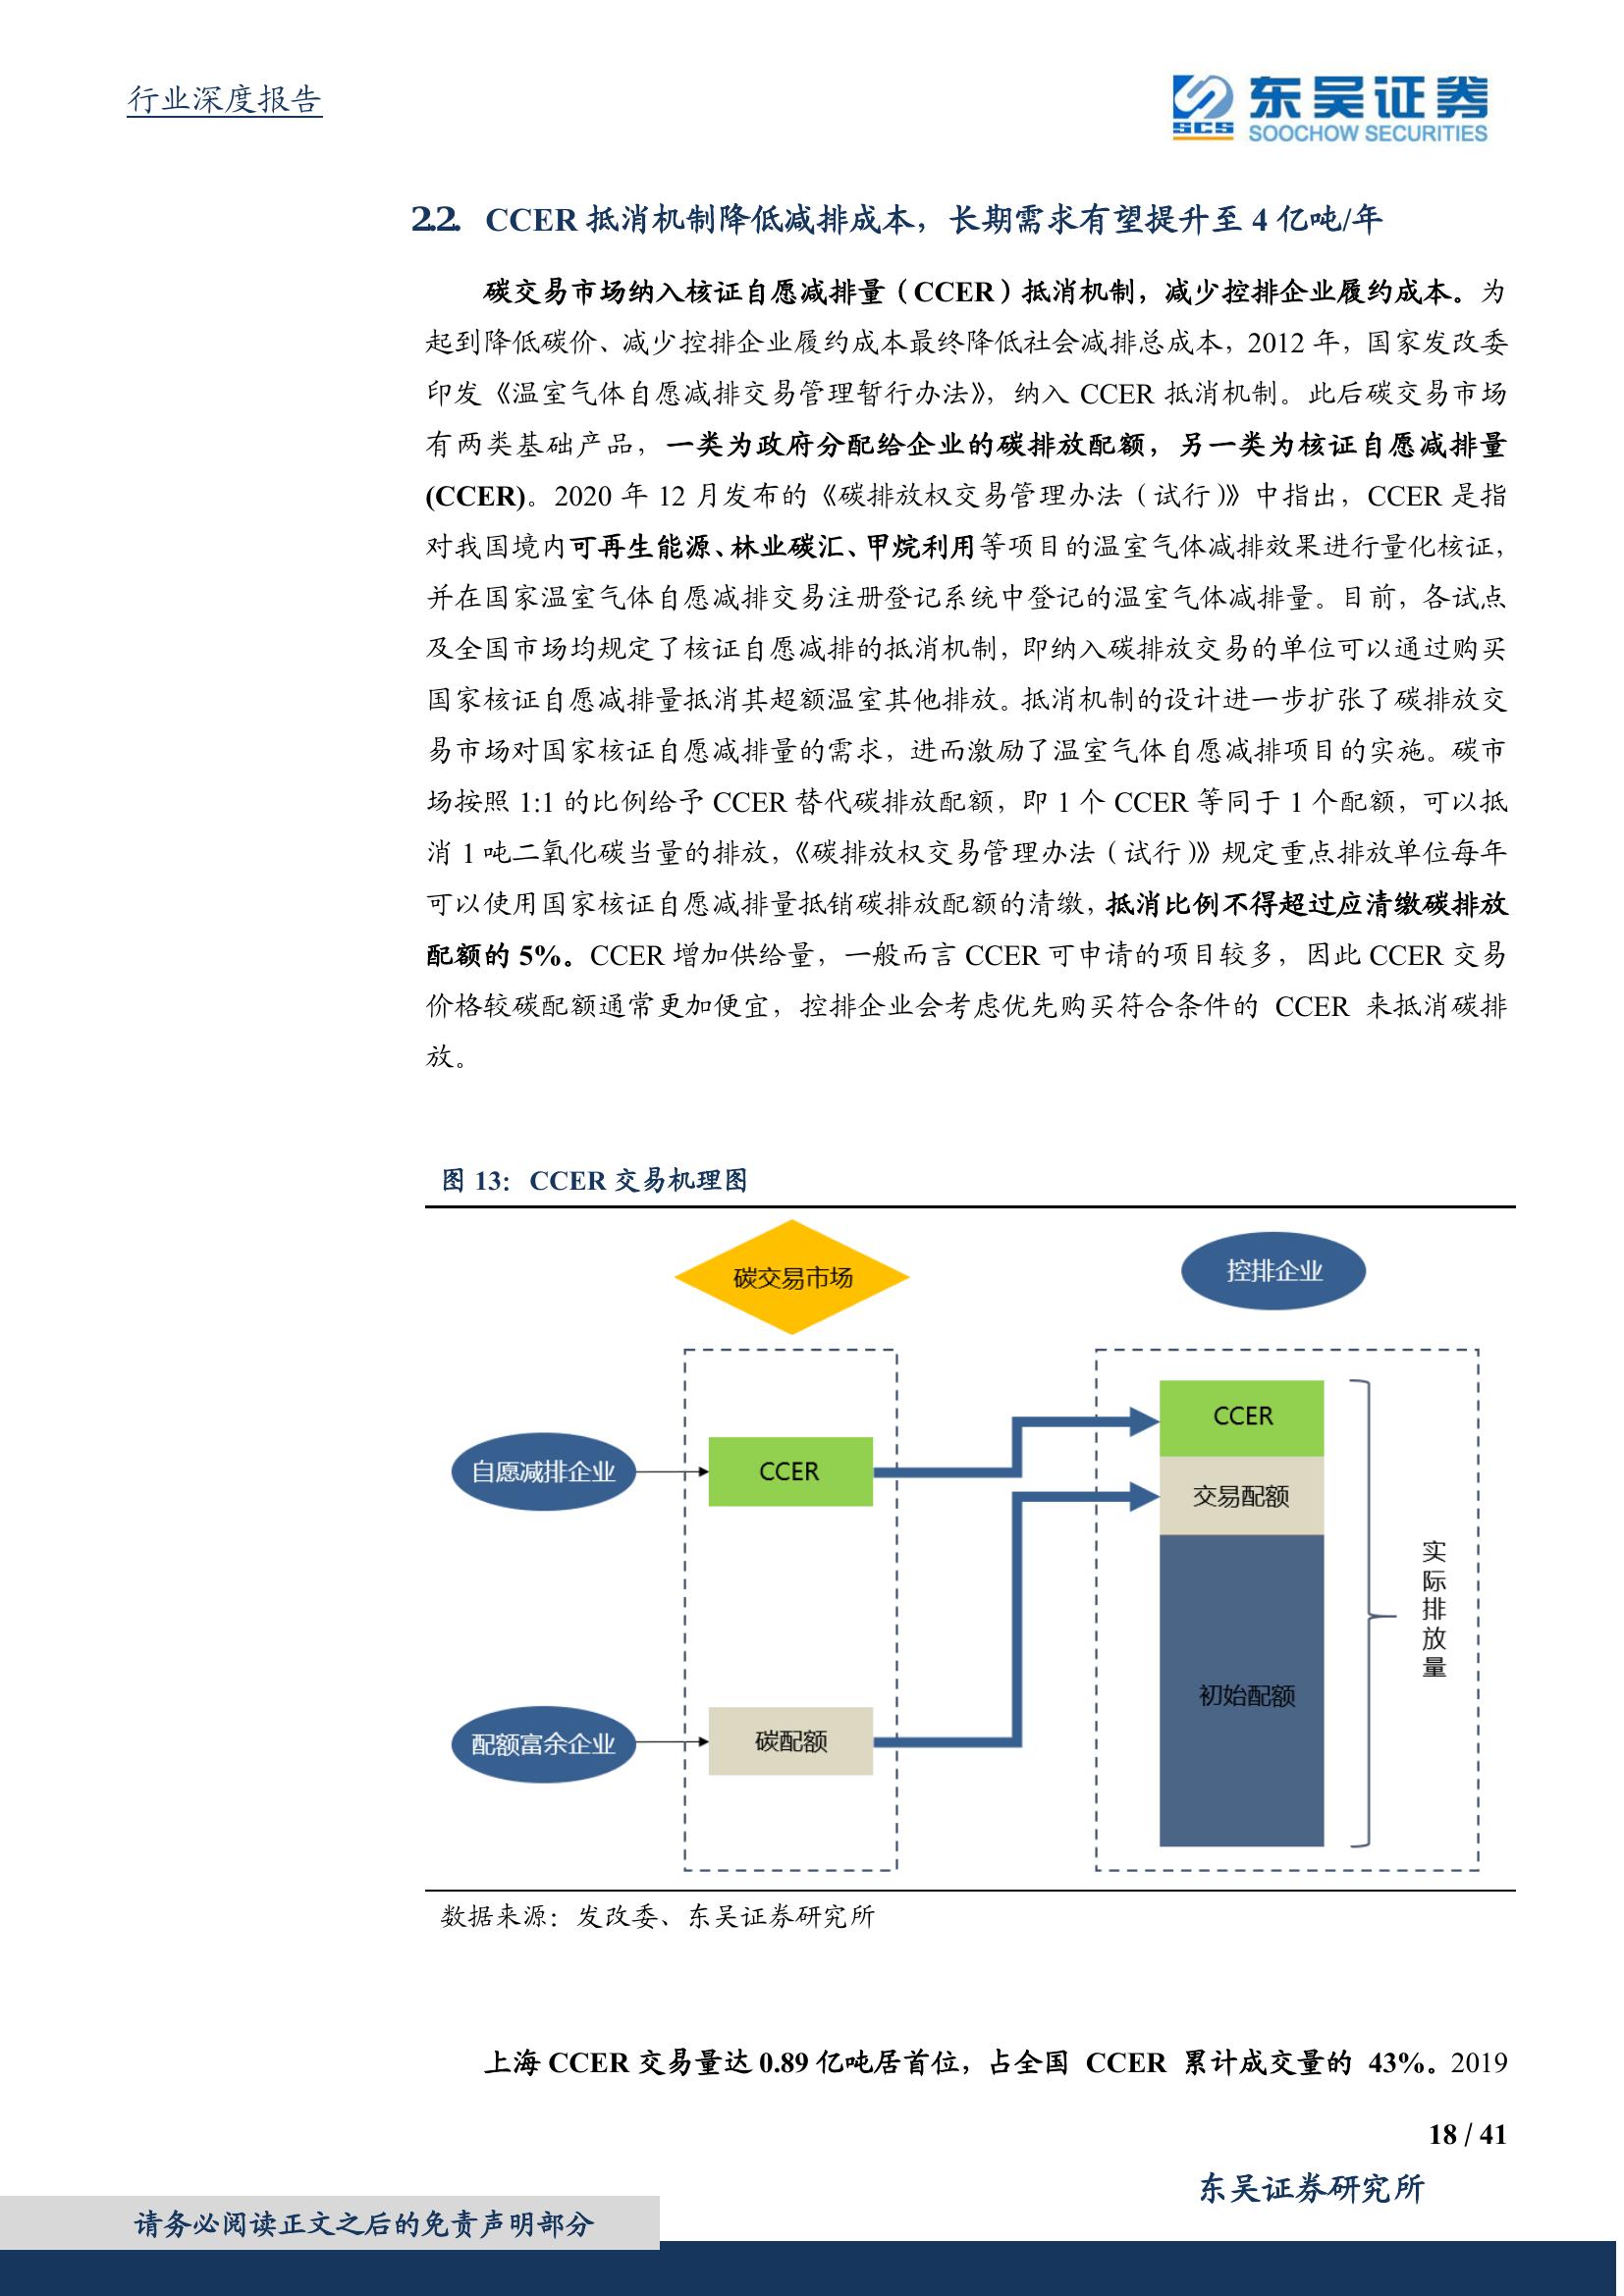 行业深度报告
东吴证券
SCS
SOOCHOW SECURITIES
2.2. CCER 抵消机制降低减排成本，长期需求有望提升至 4 亿吨/年
碳交易市场纳入核证自愿减排量（CCER）抵消机制，减少控排企业履约成本。为
起到降低碳价、减少控排企业履约成本最终降低社会减排总成本，2012 年，国家发改委
印发《温室气体自愿减排交易管理暂行办法》，纳入 CCER 抵消机制。此后碳交易市场
有两类基础产品，一类为政府分配给企业的碳排放配额，另一类为核证自愿减排量
(CCER)。2020 年 12 月发布的《碳排放权交易管理办法（试行）》中指出，CCER 是指
对我国境内可再生能源、林业碳汇、甲烷利用等项目的温室气体减排效果进行量化核证，
并在国家温室气体自愿减排交易注册登记系统中登记的温室气体减排量。目前，各试点
及全国市场均规定了核证自愿减排的抵消机制，即纳入碳排放交易的单位可以通过购买
国家核证自愿减排量抵消其超额温室其他排放。抵消机制的设计进一步扩张了碳排放交
易市场对国家核证自愿减排量的需求，进而激励了温室气体自愿减排项目的实施。碳市
场按照 1:1 的比例给予 CCER 替代碳排放配额，即 1 个 CCER 等同于 1 个配额，可以抵
消 1 吨二氧化碳当量的排放，《碳排放权交易管理办法（试行）》规定重点排放单位每年
可以使用国家核证自愿减排量抵销碳排放配额的清缴，抵消比例不得超过应清缴碳排放
配额的 5%。CCER 增加供给量，一般而言 CCER 可申请的项目较多，因此 CCER 交易
价格较碳配额通常更加便宜，控排企业会考虑优先购买符合条件的 CCER 来抵消碳排
放。
图 13：CCER 交易机理图
碳交易市场
控排企业
自愿减排企业
CCER
CCER
交易配额
实际排放量
初始配额
配额富余企业
碳配额
数据来源：发改委、东吴证券研究所
上海 CCER 交易量达 0.89 亿吨居首位，占全国 CCER 累计成交量的 43%。2019
18 / 41
东吴证券研究所
请务必阅读正文之后的免责声明部分